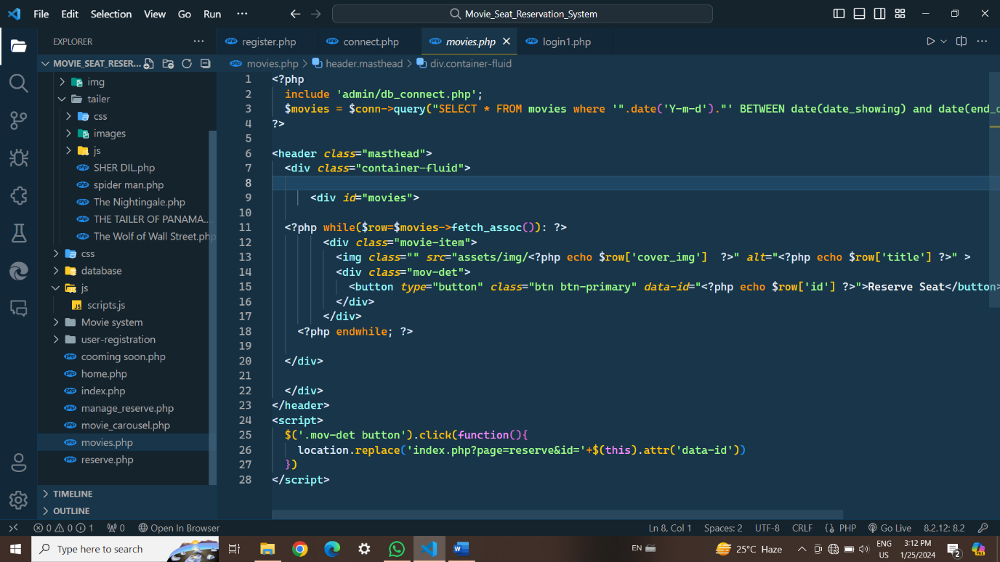 File Edit Selection View Go Run ··· Movie_Seat_Reservation_System
EXPLORER ···
MOVIE_SEAT_RESER...
img
tailer
css
images
js
SHER DIL.php
spider man.php
The Nightingale.php
THE TAILER OF PANAMA...
The Wolf of Wall Street.php
css
database
js
JS scripts.js
Movie system
user-registration
cooming soon.php
home.php
index.php
manage_reserve.php
movie_carousel.php
movies.php
reserve.php
TIMELINE
OUTLINE
register.php connect.php movies.php login1.php
movies.php > header.masthead > div.container-fluid
1 <?php
2 include 'admin/db_connect.php';
3 $movies = $conn->query("SELECT * FROM movies where '".date('Y-m-d')."' BETWEEN date(date_showing) and date(end_d
4 ?>
5
6 <header class="masthead">
7 <div class="container-fluid">
8
9 <div id="movies">
10
11 <?php while($row=$movies->fetch_assoc()): ?>
12 <div class="movie-item">
13 <img class="" src="assets/img/<?php echo $row['cover_img']  ?>" alt="<?php echo $row['title'] ?>" >
14 <div class="mov-det">
15 <button type="button" class="btn btn-primary" data-id="<?php echo $row['id'] ?>">Reserve Seat</button>
16 </div>
17 </div>
18 <?php endwhile; ?>
19
20 </div>
21
22 </div>
23 </header>
24 <script>
25 $('.mov-det button').click(function(){
26 location.replace('index.php?page=reserve&id='+$(this).attr('data-id'))
27 })
28 </script>
0 0 1 0 Open In Browser Ln 8, Col 1 Spaces: 2 UTF-8 CRLF {} PHP Go Live 8.2.12: 8.2
Type here to search EN 25°C Haze ENG US 3:12 PM 1/25/2024 2 PRE